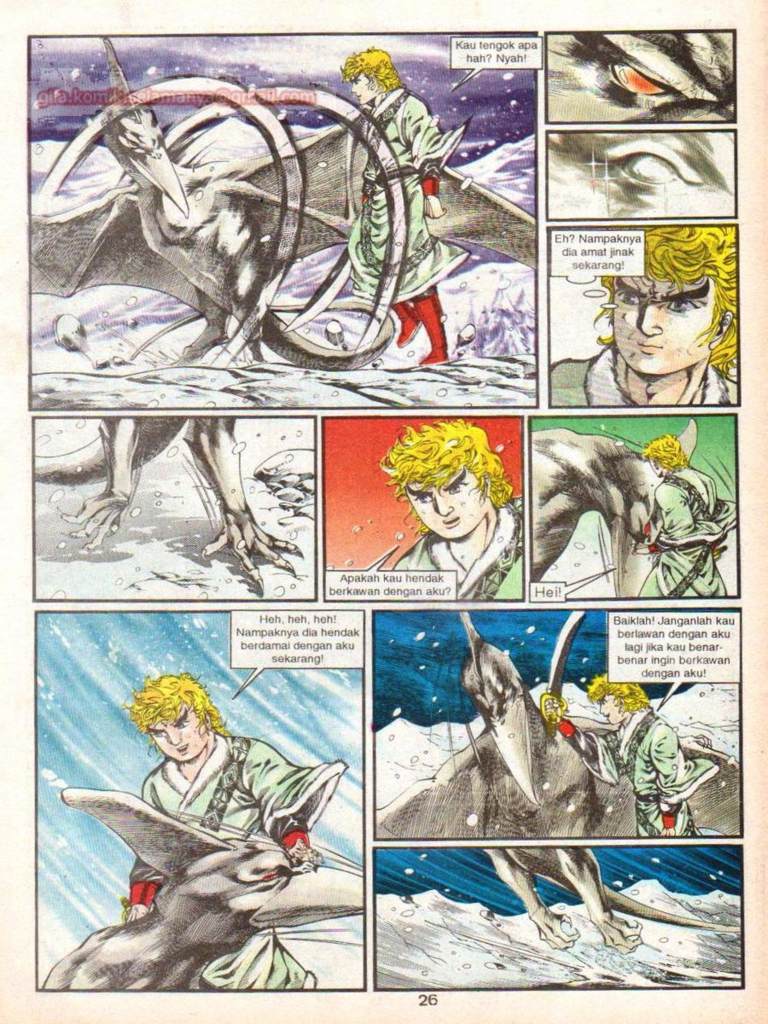 Kau tengok apa
hah? Nyah!
Eh? Nampaknya
dia amat jinak
sekarang!
Apakah kau hendak
berkawan dengan aku?
Hei!
Heh, heh, heh!
Nampaknya dia hendak
berdamai dengan aku
sekarang!
Baiklah! Janganlah kau
berlawan dengan aku
lagi jika kau benar-
benar ingin berkawan
dengan aku!
26